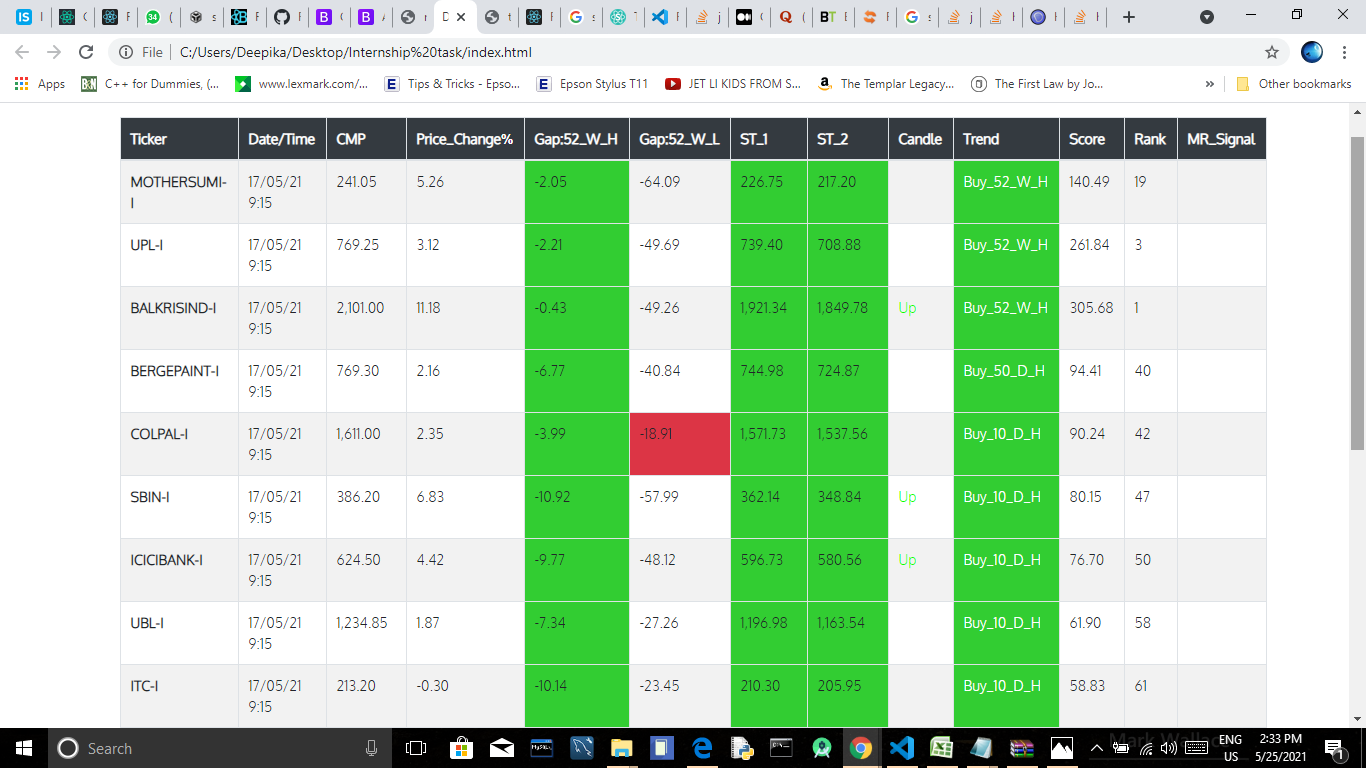 File C:/Users/Deepika/Desktop/Internship%20task/index.html
Apps C++ for Dummies, (... www.lexmark.com/... Tips & Tricks - Epso... Epson Stylus T11 JET LI KIDS FROM S... The Templar Legacy... The First Law by Jo... » Other bookmarks
Ticker Date/Time CMP Price_Change% Gap:52_W_H Gap:52_W_L ST_1 ST_2 Candle Trend Score Rank MR_Signal
MOTHERSUMI- 17/05/21 241.05 5.26 -2.05 -64.09 226.75 217.20 Buy_52_W_H 140.49 19
I 9:15
UPL-I 17/05/21 769.25 3.12 -2.21 -49.69 739.40 708.88 Buy_52_W_H 261.84 3
9:15
BALKRISIND-I 17/05/21 2,101.00 11.18 -0.43 -49.26 1,921.34 1,849.78 Up Buy_52_W_H 305.68 1
9:15
BERGEPAINT-I 17/05/21 769.30 2.16 -6.77 -40.84 744.98 724.87 Buy_50_D_H 94.41 40
9:15
COLPAL-I 17/05/21 1,611.00 2.35 -3.99 -18.91 1,571.73 1,537.56 Buy_10_D_H 90.24 42
9:15
SBIN-I 17/05/21 386.20 6.83 -10.92 -57.99 362.14 348.84 Up Buy_10_D_H 80.15 47
9:15
ICICIBANK-I 17/05/21 624.50 4.42 -9.77 -48.12 596.73 580.56 Up Buy_10_D_H 76.70 50
9:15
UBL-I 17/05/21 1,234.85 1.87 -7.34 -27.26 1,196.98 1,163.54 Buy_10_D_H 61.90 58
9:15
ITC-I 17/05/21 213.20 -0.30 -10.14 -23.45 210.30 205.95 Buy_10_D_H 58.83 61
9:15
Search
ENG 2:33 PM
US 5/25/2021